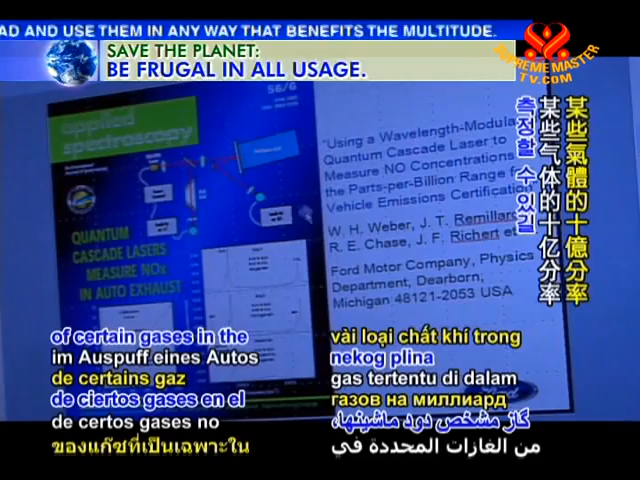 AD AND USE THEM IN ANY WAY THAT BENEFITS THE MULTITUDE.
SAVE THE PLANET:
BE FRUGAL IN ALL USAGE.
SUPREME MASTER
TV.COM
56/6
applied
spectroscopy
QUANTUM
CASCADE LASERS
MEASURE NOx
IN AUTO EXHAUST
"Using a Wavelength-Modula
Quantum Cascade Laser to
Measure NO Concentrations
the Parts-per-Billion Range f
Vehicle Emissions Certification
W. H. Weber, J. T. Remillard
R. E. Chase, J. F. Richert et
Ford Motor Company, Physics
Department, Dearborn,
Michigan 48121-2053 USA
某些氣體的十億分率
某些气体的十亿分率
측정할 수 있길
of certain gases in the
im Auspuff eines Autos
de certains gaz
de ciertos gases en el
de certos gases no
ของแก๊ซที่เป็นเฉพาะใน
vài loại chất khí trong
nekog plina
gas tertentu di dalam
газов на миллиард
گاز مشخص دود ماشینها،
من الغازات المحددة في